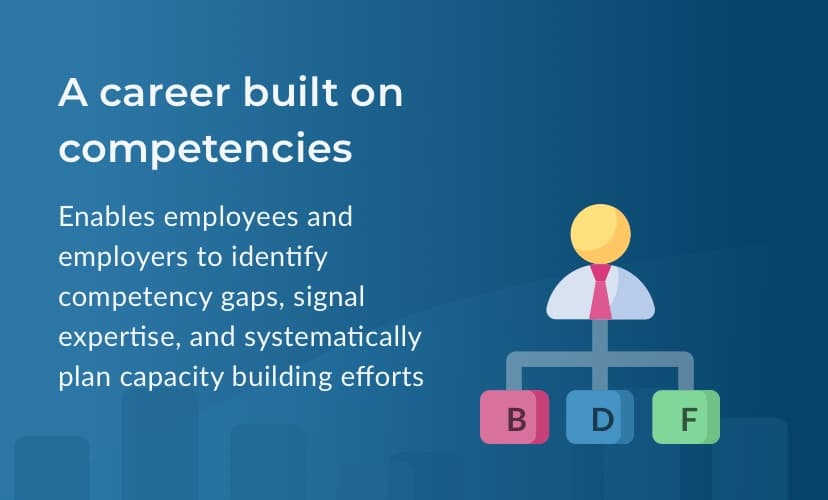 A career built on
competencies
Enables employees and
employers to identify
competency gaps, signal
expertise, and systematically
plan capacity building efforts
B D F